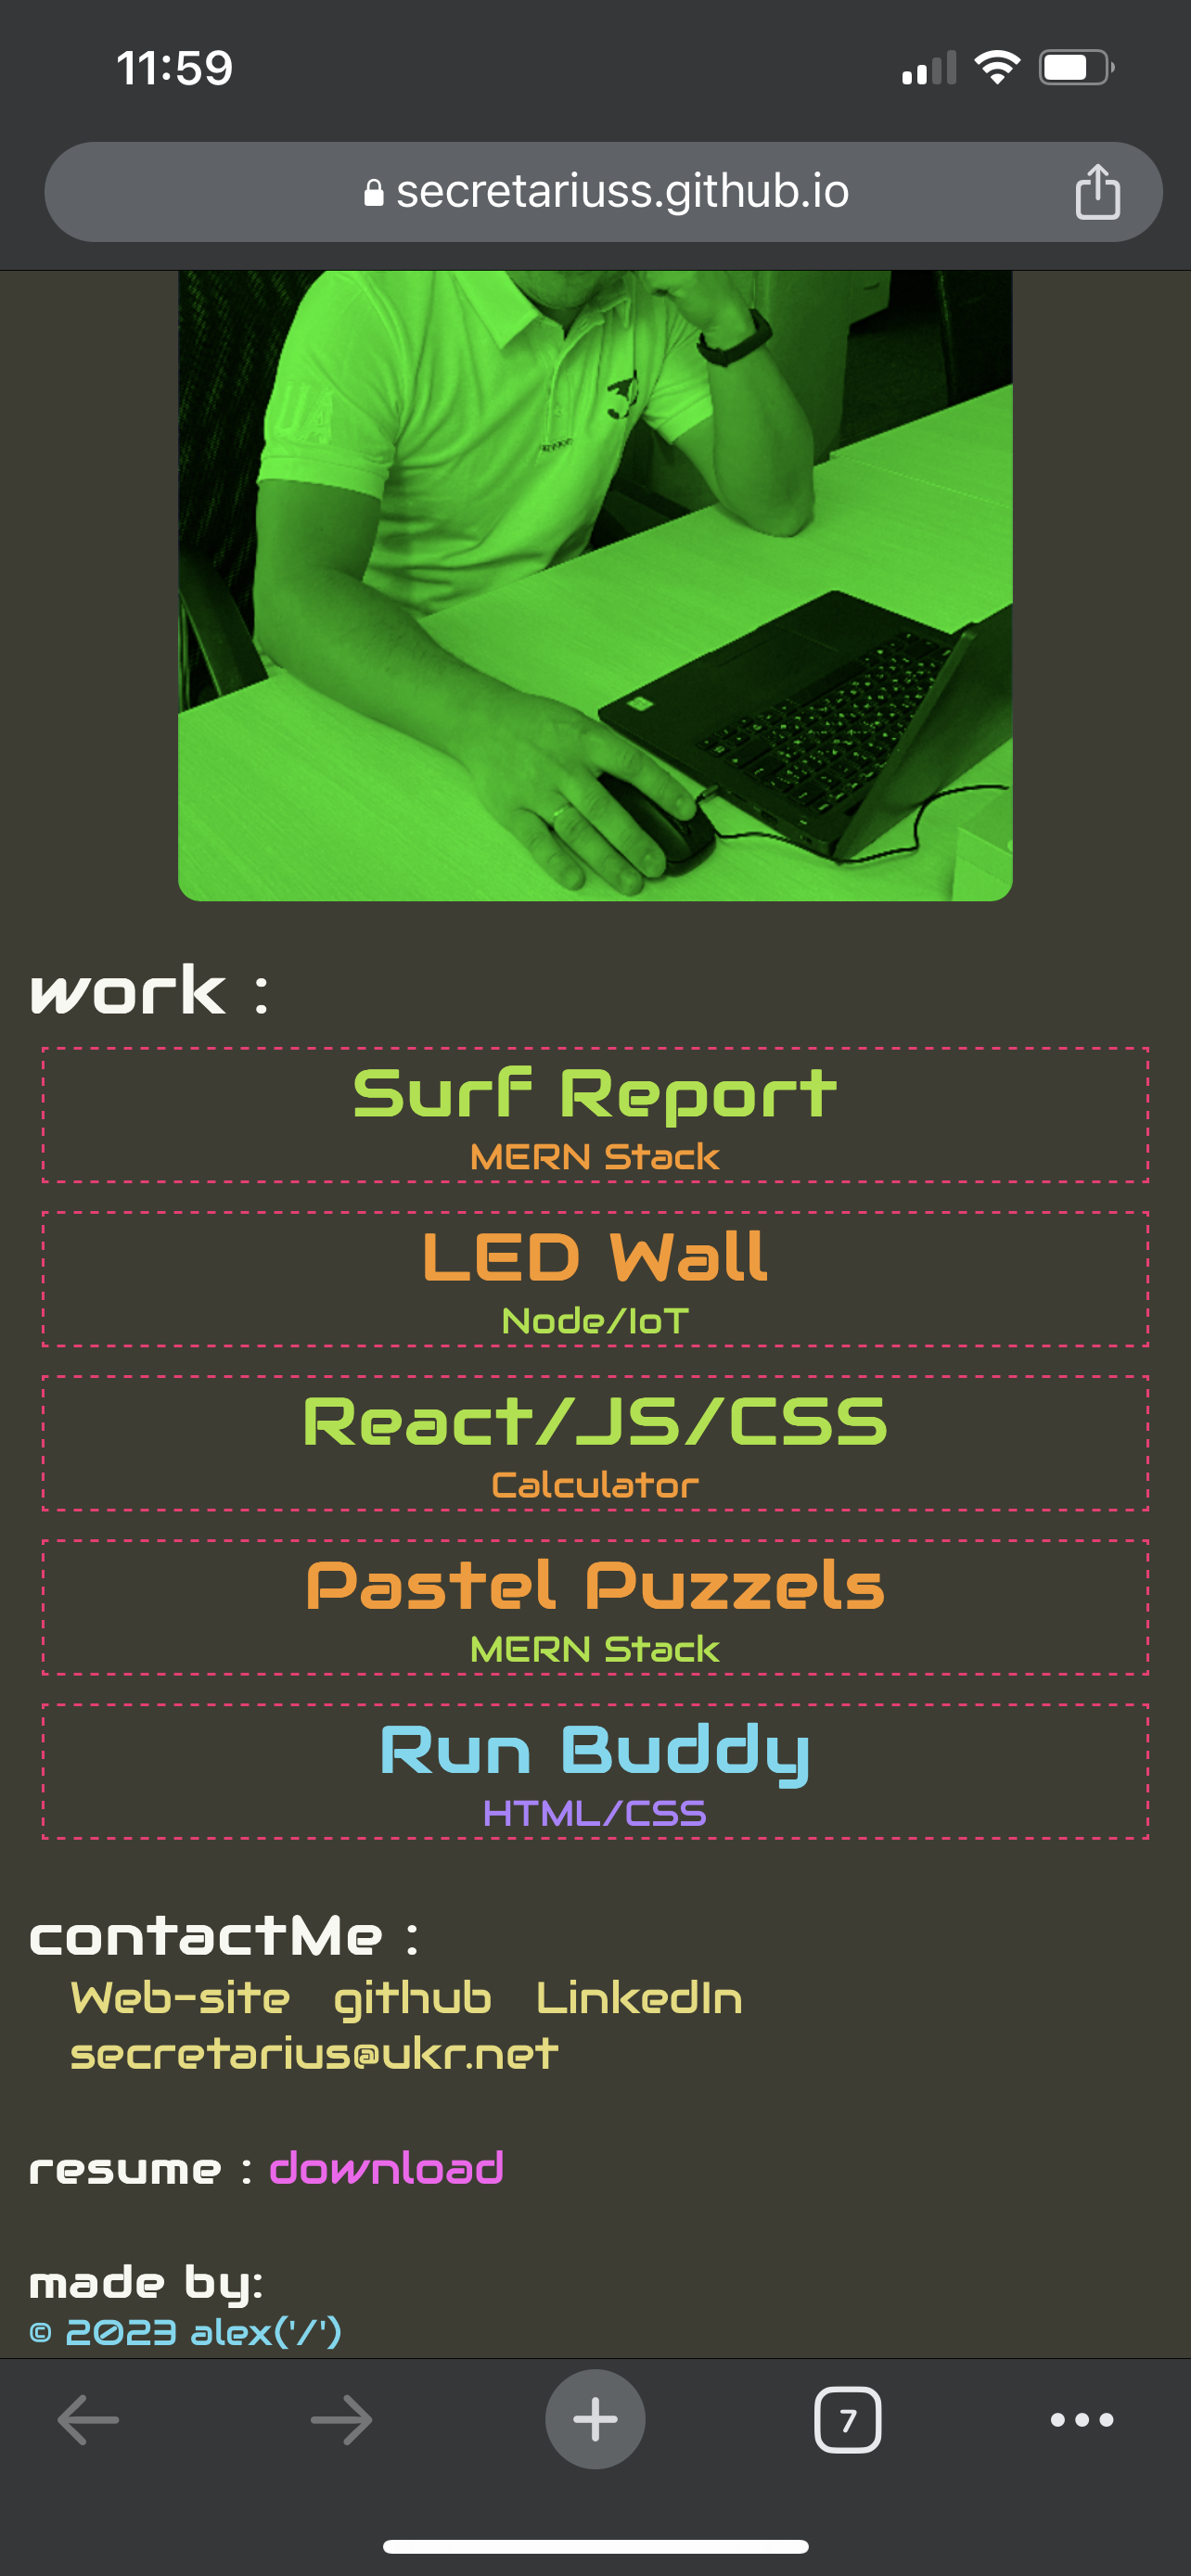 11:59
secretariuss.github.io
work :
Surf Report
MERN Stack
LED Wall
Node/IoT
React/JS/CSS
Calculator
Pastel Puzzels
MERN Stack
Run Buddy
HTML/CSS
contactMe :
Web-site github LinkedIn
secretarius@ukr.net
resume : download
made by:
© 2023 alex('/')
7